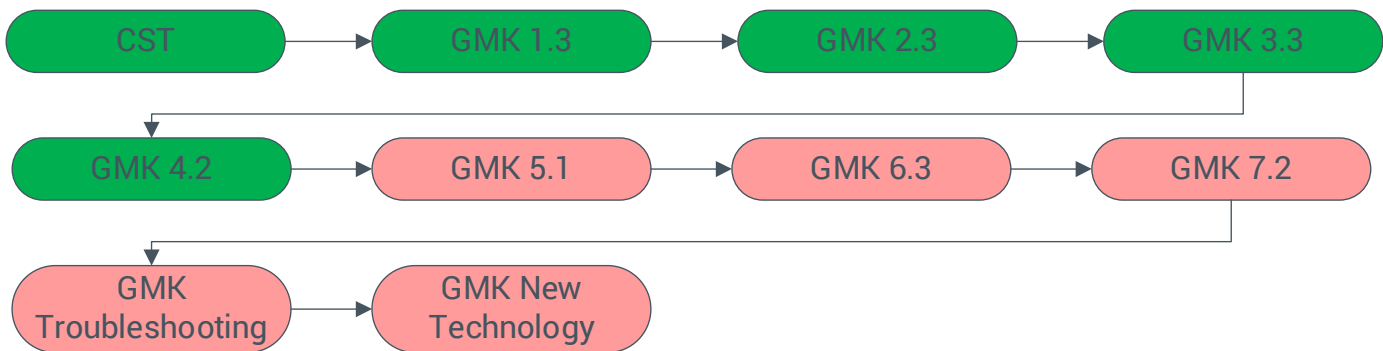 CST
GMK 1.3
GMK 2.3
GMK 3.3
GMK 4.2
GMK 5.1
GMK 6.3
GMK 7.2
GMK
Troubleshooting
GMK New
Technology